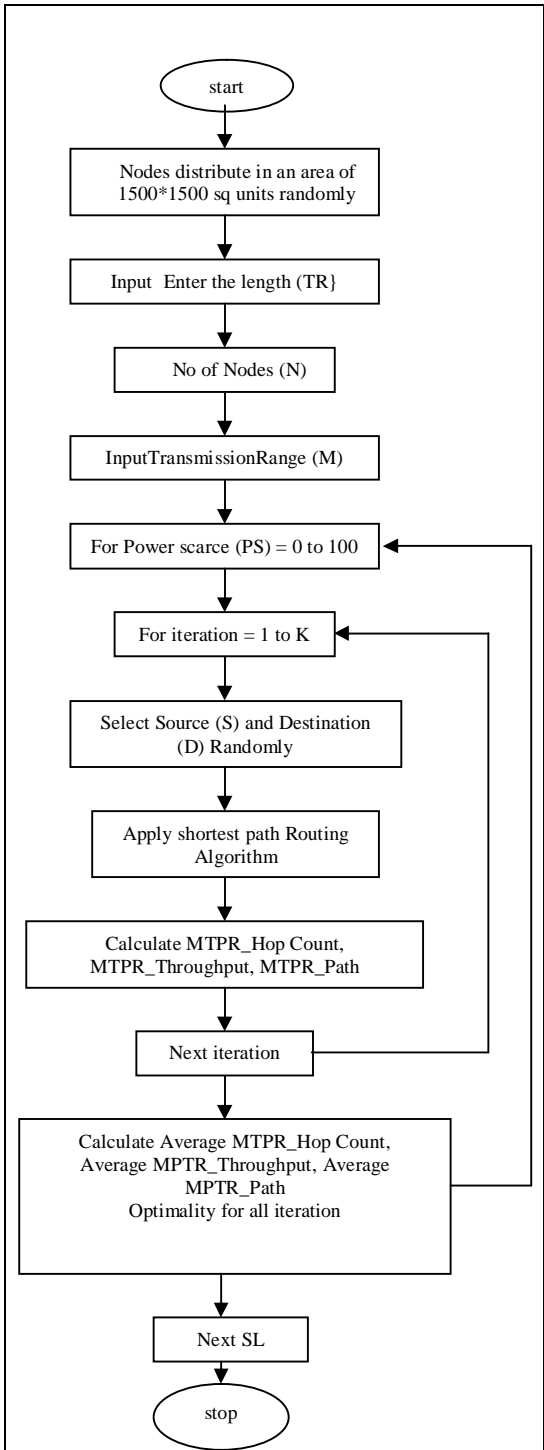 start
Nodes distribute in an area of
1500*1500 sq units randomly
Input Enter the length (TR}
No of Nodes (N)
InputTransmissionRange (M)
For Power scarce (PS) = 0 to 100
For iteration = 1 to K
Select Source (S) and Destination
(D) Randomly
Apply shortest path Routing
Algorithm
Calculate MTPR_Hop Count,
MTPR_Throughput, MTPR_Path
Next iteration
Calculate Average MTPR_Hop Count,
Average MPTR_Throughput, Average
MPTR_Path
Optimality for all iteration
Next SL
stop